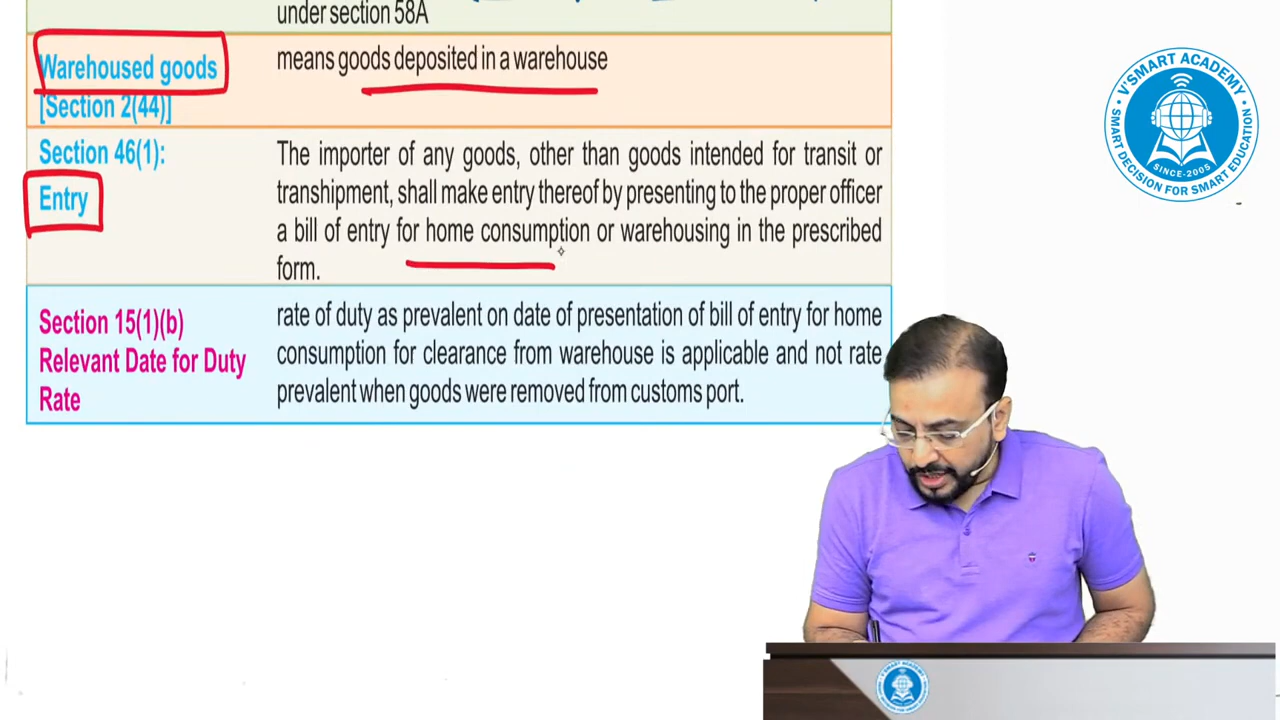 under section 58A
Warehoused goods
[Section 2(44)]
means goods deposited in a warehouse
Section 46(1):
Entry
The importer of any goods, other than goods intended for transit or
transhipment, shall make entry thereof by presenting to the proper officer
a bill of entry for home consumption or warehousing in the prescribed
form.
Section 15(1)(b)
Relevant Date for Duty
Rate
rate of duty as prevalent on date of presentation of bill of entry for home
consumption for clearance from warehouse is applicable and not rate
prevalent when goods were removed from customs port.
V'SMART ACADEMY
SINCE-2005
SMART DECISION FOR SMART EDUCATION